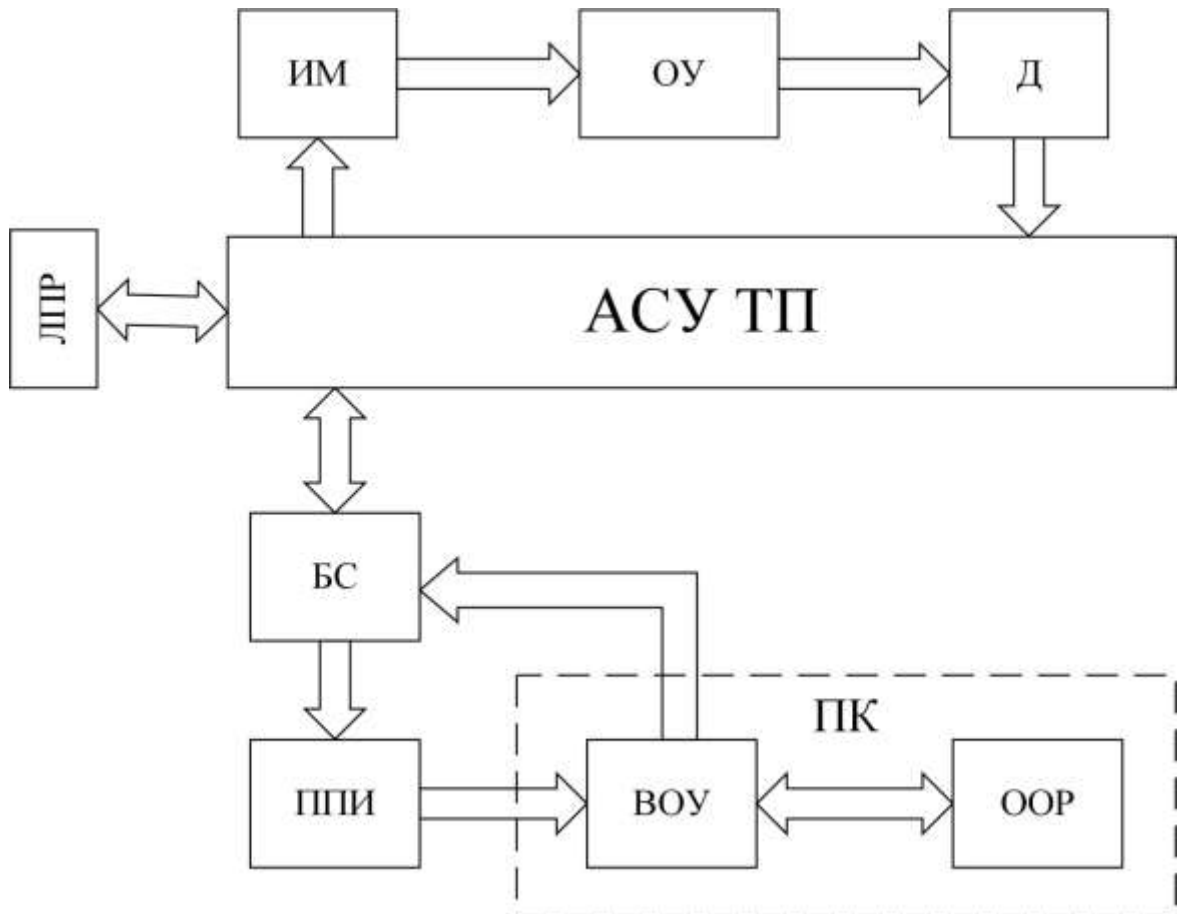 ИМ
ОУ
Д
ЛПР
АСУ ТП
БС
ПК
ППИ
ВОУ
ООР